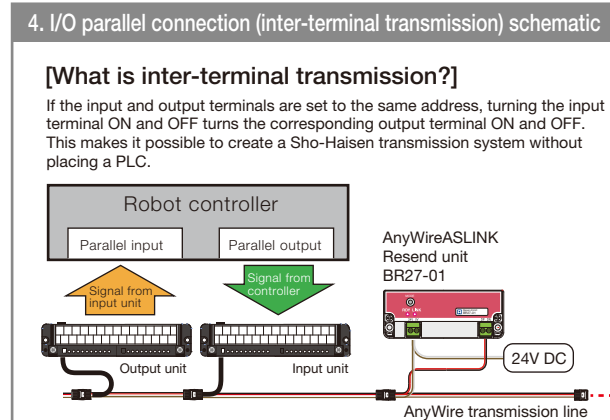 4. I/O parallel connection (inter-terminal transmission) schematic
[What is inter-terminal transmission?]
If the input and output terminals are set to the same address, turning the input
terminal ON and OFF turns the corresponding output terminal ON and OFF.
This makes it possible to create a Sho-Haisen transmission system without
placing a PLC.
Robot controller
Parallel input
Parallel output
AnyWireASLINK
Resend unit
BR27-01
Signal from
input unit
Signal from
controller
Output unit
Input unit
24V DC
AnyWire transmission line